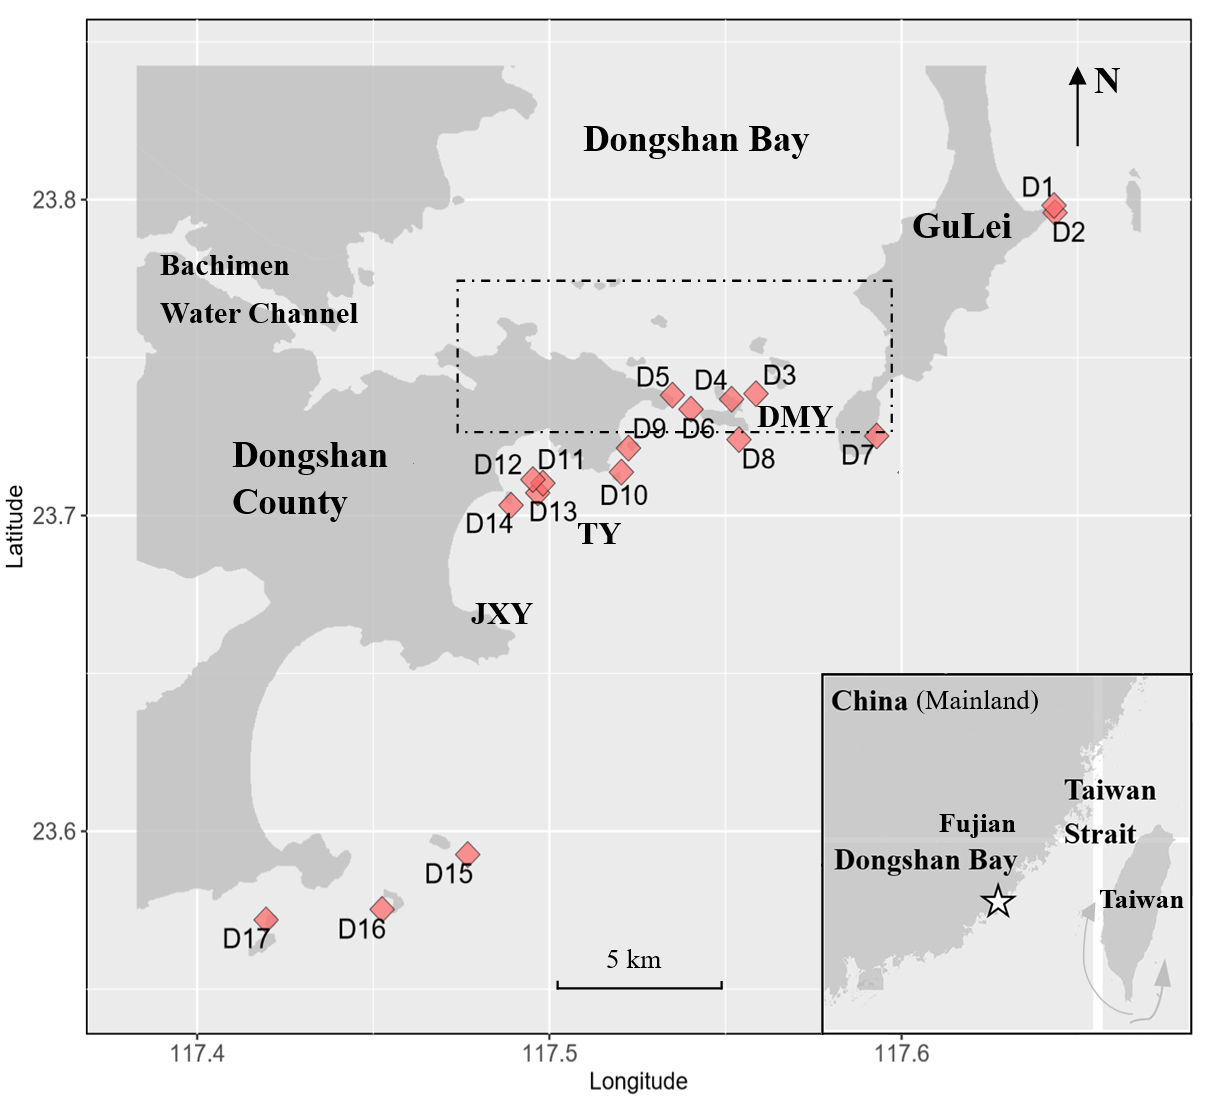 N
Dongshan Bay
D1
23.8
GuLei
D2
Bachimen
Water Channel
D5
D4
D3
DMY
D9
D6
D8
D7
Dongshan
County
D12
D11
D10
23.7
D14
D13
TY
JXY
Latitude
China (Mainland)
Taiwan
Strait
Fujian
Dongshan Bay
Taiwan
23.6
D15
D16
D17
5 km
117.4
117.5
117.6
Longitude